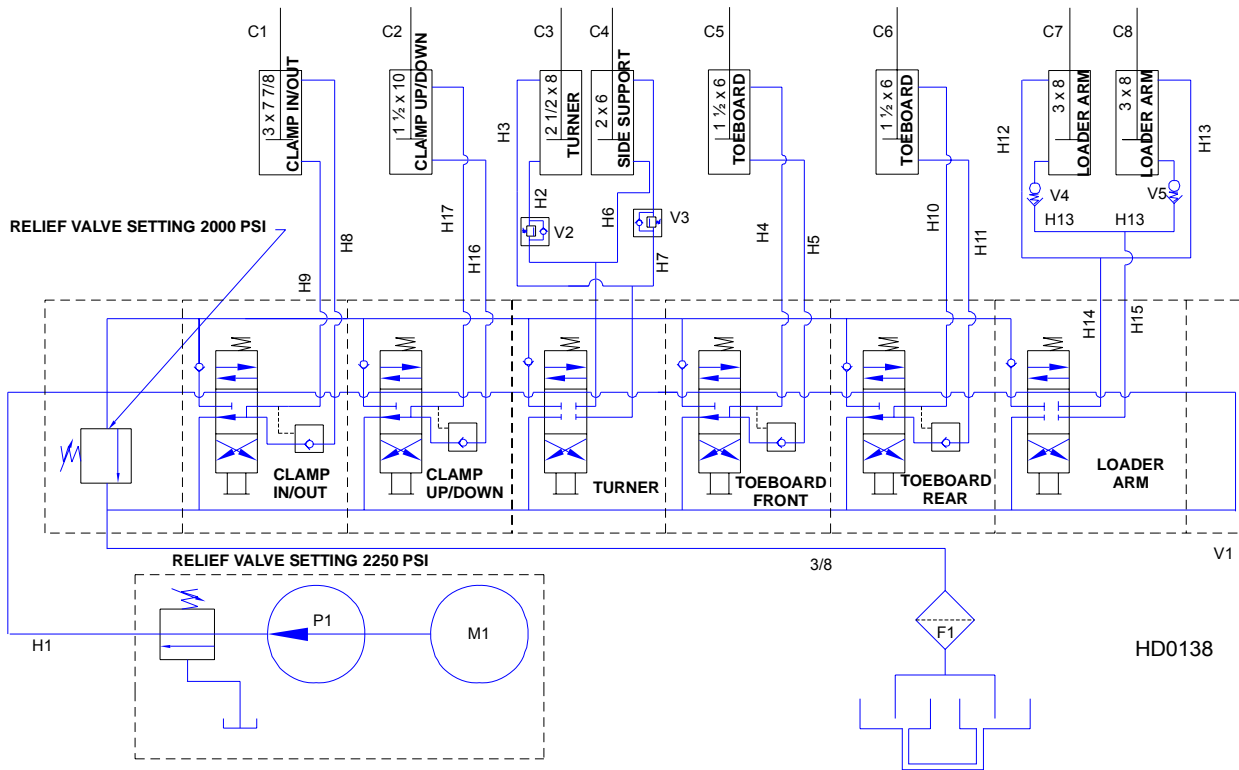 C1
C2
C3
C4
C5
C6
C7
C8
3 x 7 7/8
CLAMP IN/OUT
1 ½ x 10
CLAMP UP/DOWN
2 1/2 x 8
TURNER
2 x 6
SIDE SUPPORT
1 ½ x 6
TOEBOARD
1 ½ x 6
TOEBOARD
3 x 8
LOADER ARM
3 x 8
LOADER ARM
H3
H12
H13
H2
H6
V2
V3
V4
V5
H13
H13
RELIEF VALVE SETTING 2000 PSI
H8
H9
H17
H16
H7
H4
H5
H10
H11
H14
H15
CLAMP
IN/OUT
CLAMP
UP/DOWN
TURNER
TOEBOARD
FRONT
TOEBOARD
REAR
LOADER
ARM
RELIEF VALVE SETTING 2250 PSI
3/8
V1
H1
P1
M1
F1
HD0138